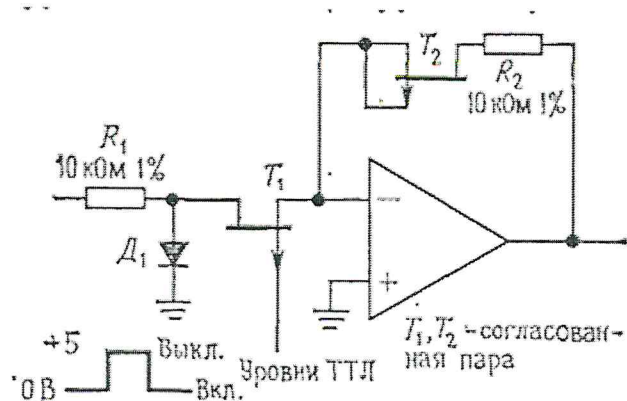 T₂
R₂
10 кОм 1%
R₁
10 кОм 1%
T₁
Д₁
−
+
+5
Выкл.
0 В
Вкл.
Уровни ТТЛ
T₁, T₂ - согласован-
ная пара